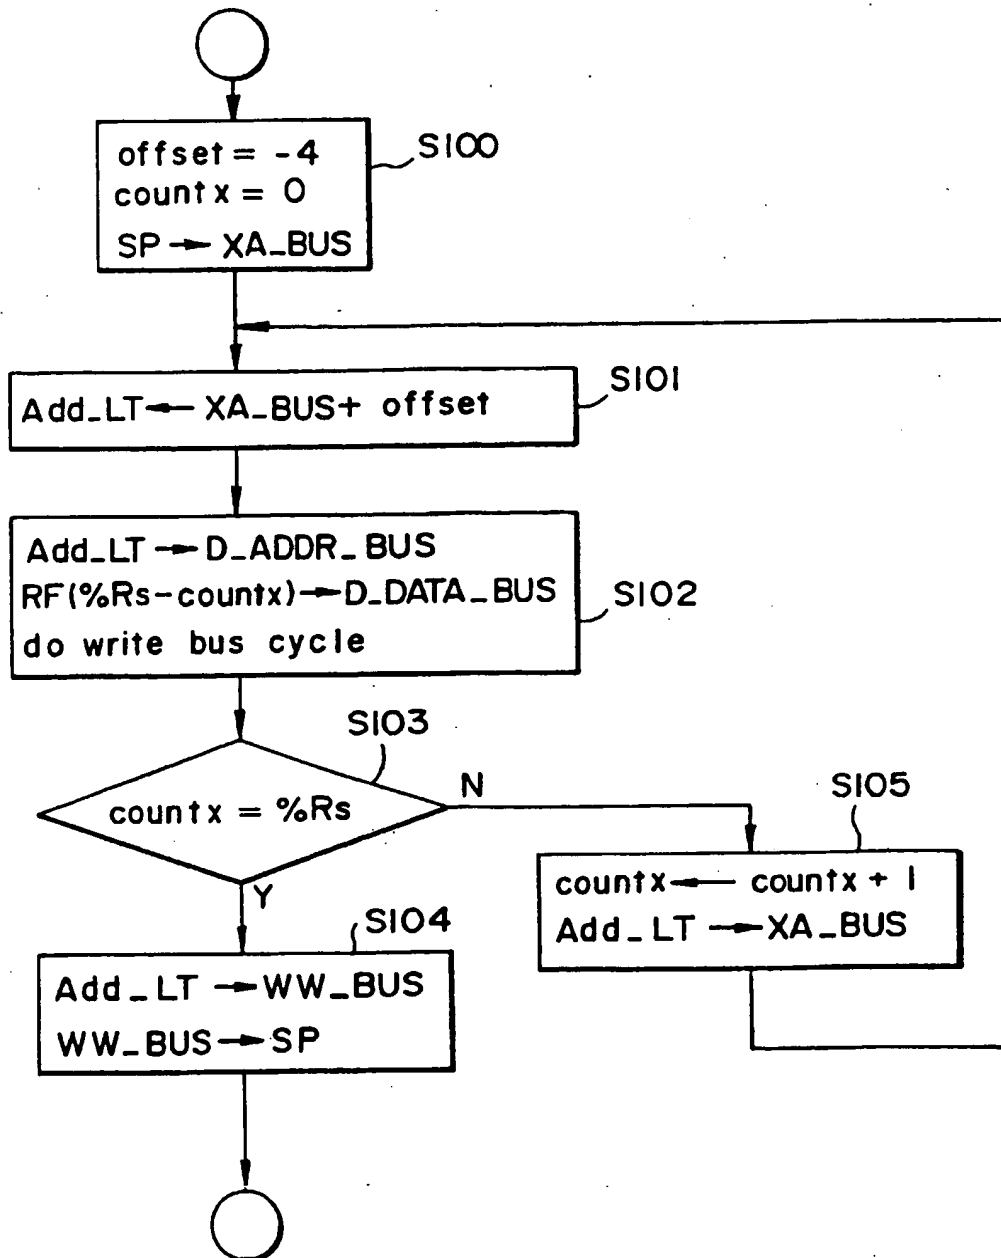 offset = -4
countx = 0
SP → XA_BUS
S100
Add_LT ← XA_BUS + offset
S101
Add_LT → D_ADDR_BUS
RF(%Rs-countx) → D_DATA_BUS
do write bus cycle
S102
S103
countx = %Rs
N
Y
S105
countx ← countx + 1
Add_LT → XA_BUS
S104
Add_LT → WW_BUS
WW_BUS → SP